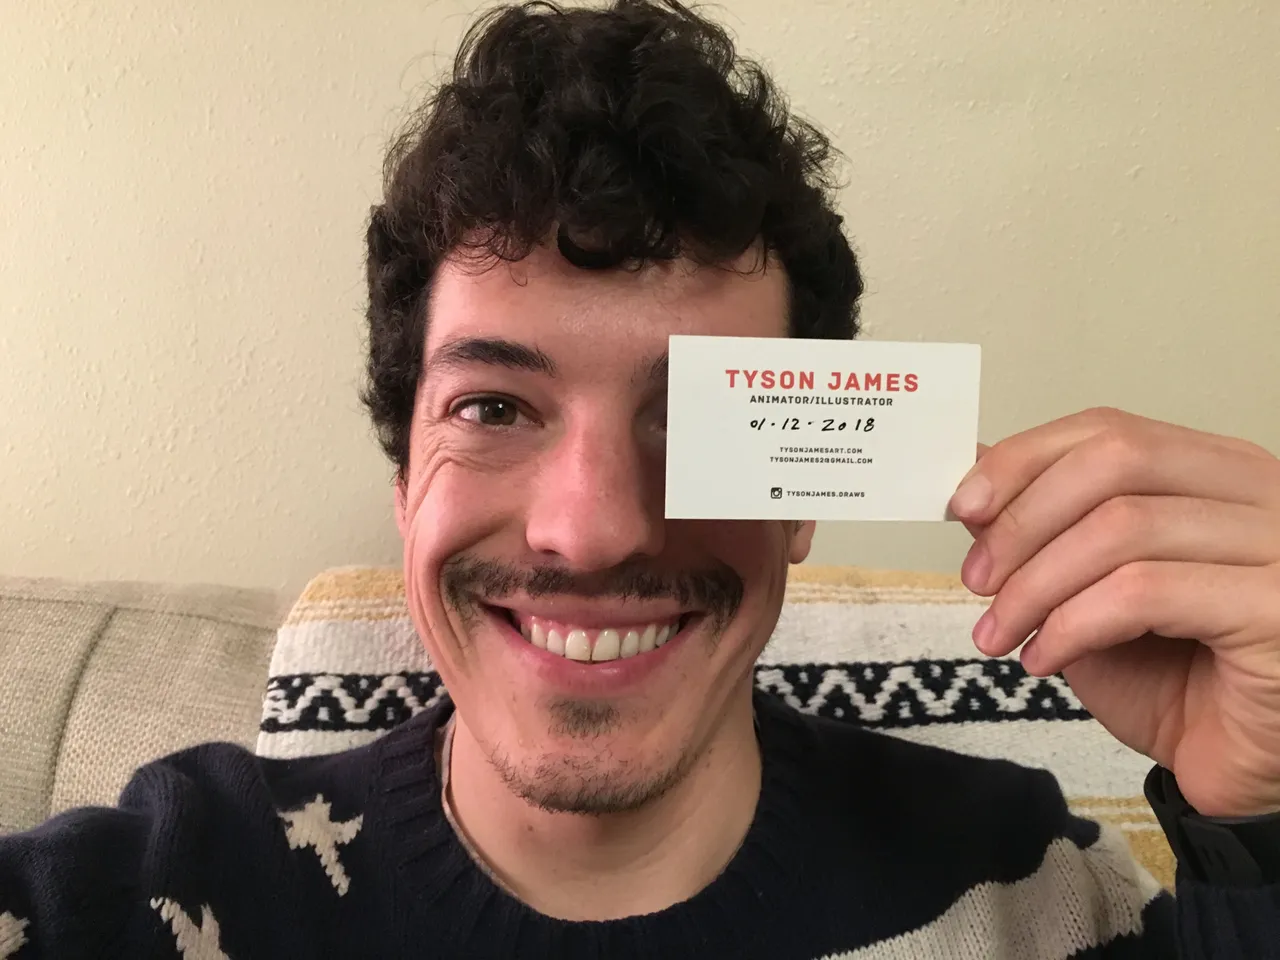 TYSON JAMES
ANIMATOR/ILLUSTRATOR
01-12-2018
TYSONJAMESART.COM
TYSONJAMES2@GMAIL.COM
TYSONJAMES.DRAWS